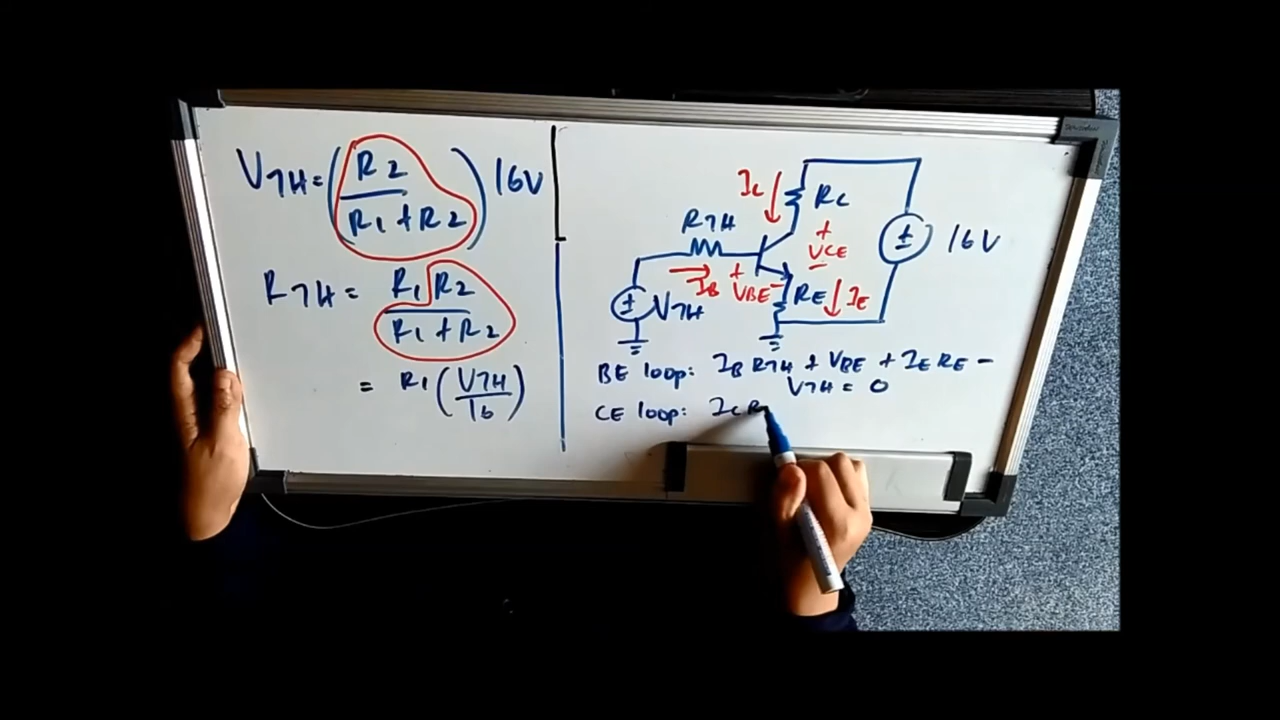 VTH = ( R2 / R1 + R2 ) 16V
RTH = R1 R2 / R1 + R2
= R1 ( VTH / 16 )
IC
RC
RTH
+
VCE
−
16V
IB
+ VBE −
RE
IE
VTH
BE loop: IB RTH + VBE + IE RE −
VTH = 0
CE loop: IC R